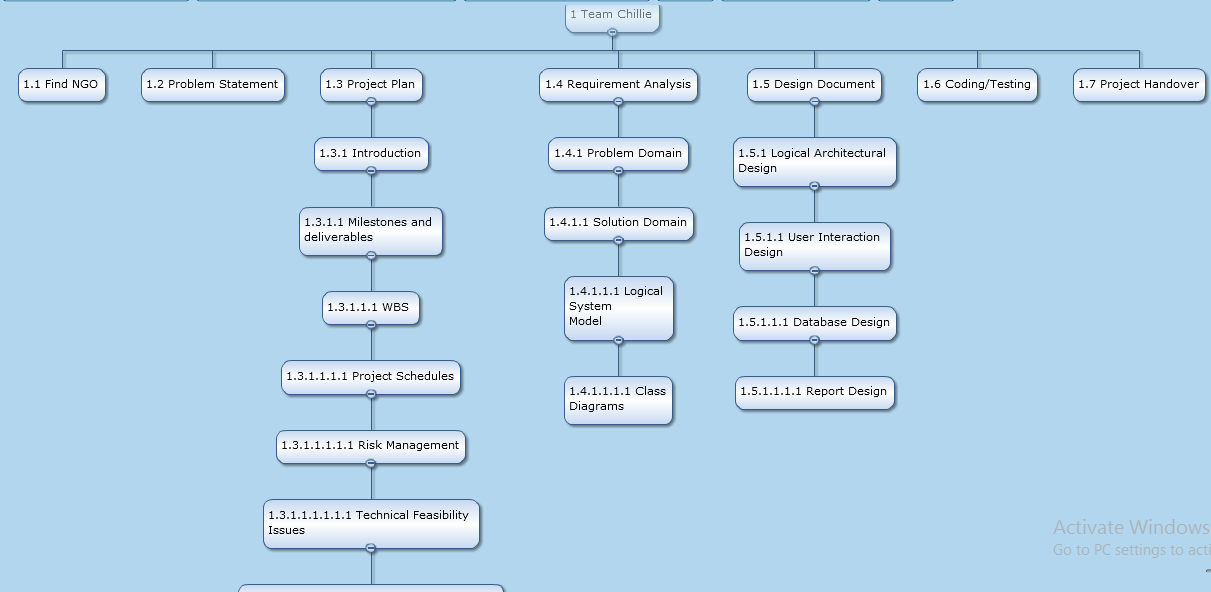 1 Team Chillie
1.1 Find NGO
1.2 Problem Statement
1.3 Project Plan
1.4 Requirement Analysis
1.5 Design Document
1.6 Coding/Testing
1.7 Project Handover
1.3.1 Introduction
1.3.1.1 Milestones and
deliverables
1.3.1.1.1 WBS
1.3.1.1.1.1 Project Schedules
1.3.1.1.1.1.1 Risk Management
1.3.1.1.1.1.1.1 Technical Feasibility
Issues
1.4.1 Problem Domain
1.4.1.1 Solution Domain
1.4.1.1.1 Logical
System
Model
1.4.1.1.1.1 Class
Diagrams
1.5.1 Logical Architectural
Design
1.5.1.1 User Interaction
Design
1.5.1.1.1 Database Design
1.5.1.1.1.1 Report Design
Activate Windows
Go to PC settings to acti